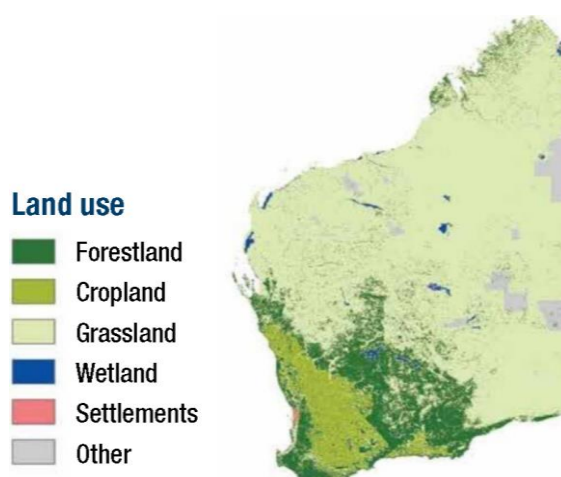 Land use
Forestland
Cropland
Grassland
Wetland
Settlements
Other